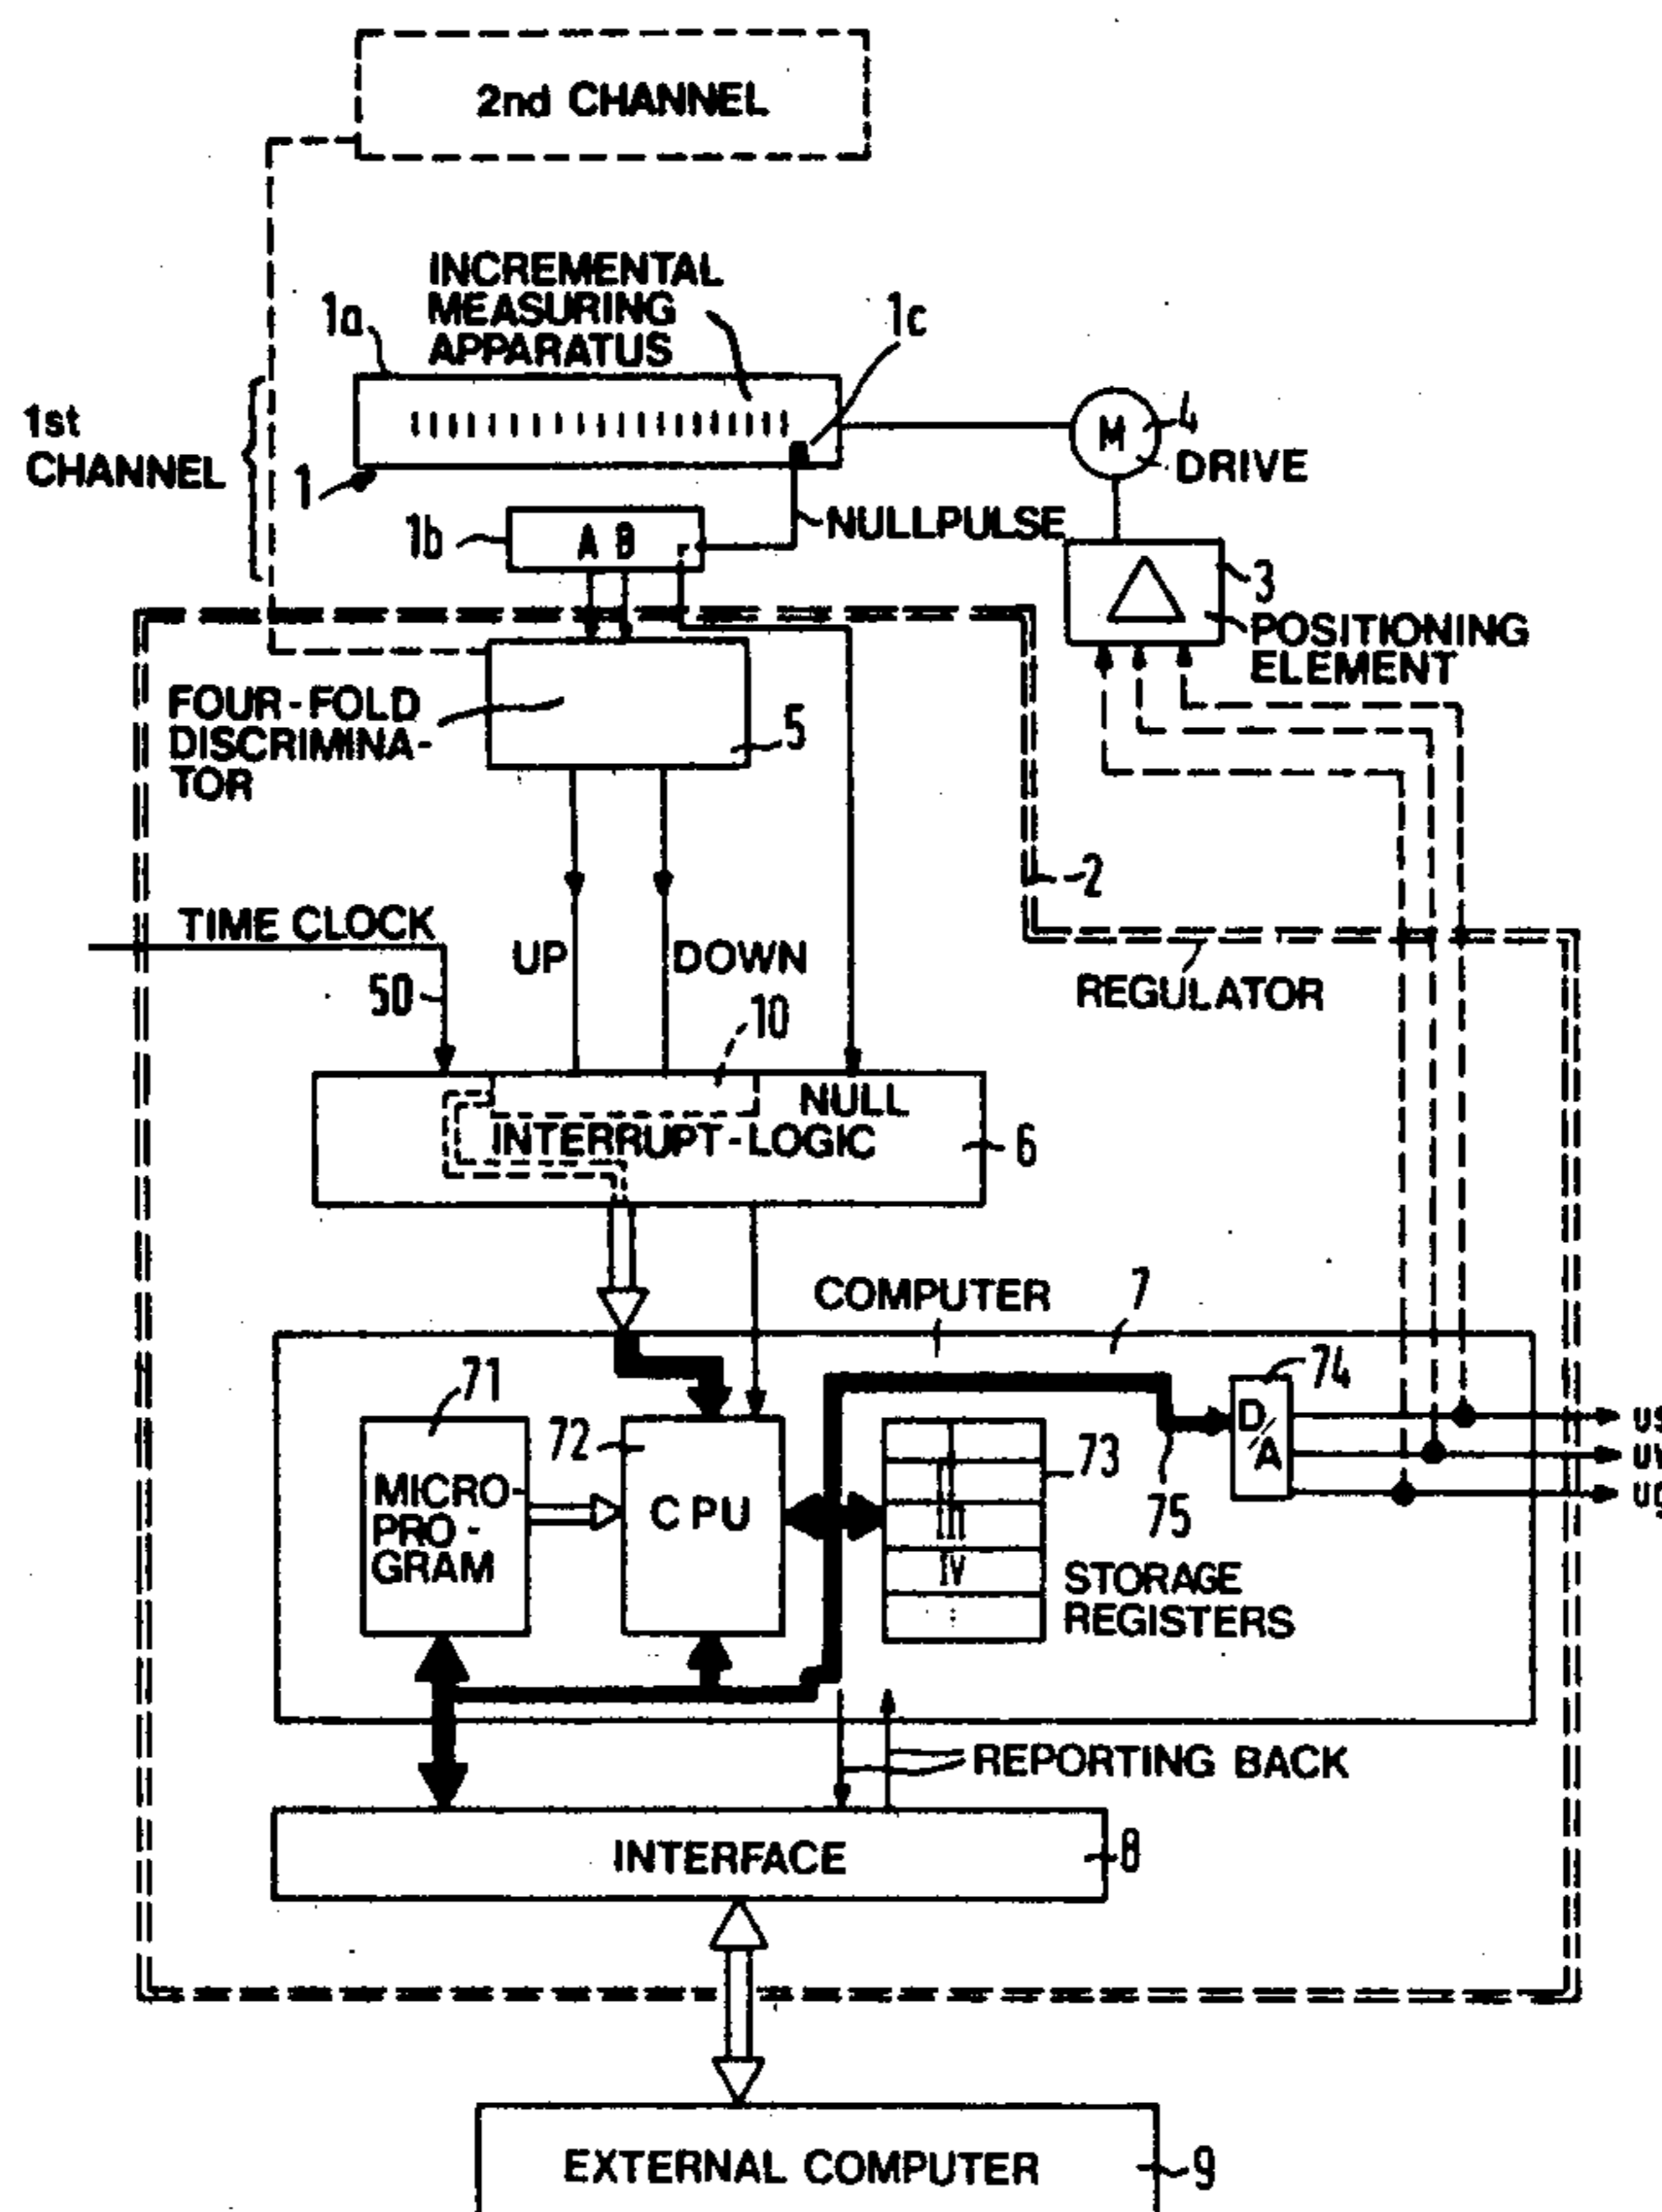 2nd CHANNEL
INCREMENTAL
MEASURING
APPARATUS
1a
1c
1st
CHANNEL
1
M
4
DRIVE
1b
A B
NULLPULSE
3
POSITIONING
ELEMENT
FOUR-FOLD
DISCRIMINA-
TOR
5
2
TIME CLOCK
UP
DOWN
50
10
REGULATOR
NULL
INTERRUPT-LOGIC
6
COMPUTER
7
71
72
74
D/A
73
MICRO-
PRO-
GRAM
CPU
I
II
III
IV
75
STORAGE
REGISTERS
REPORTING BACK
INTERFACE
8
EXTERNAL COMPUTER
9